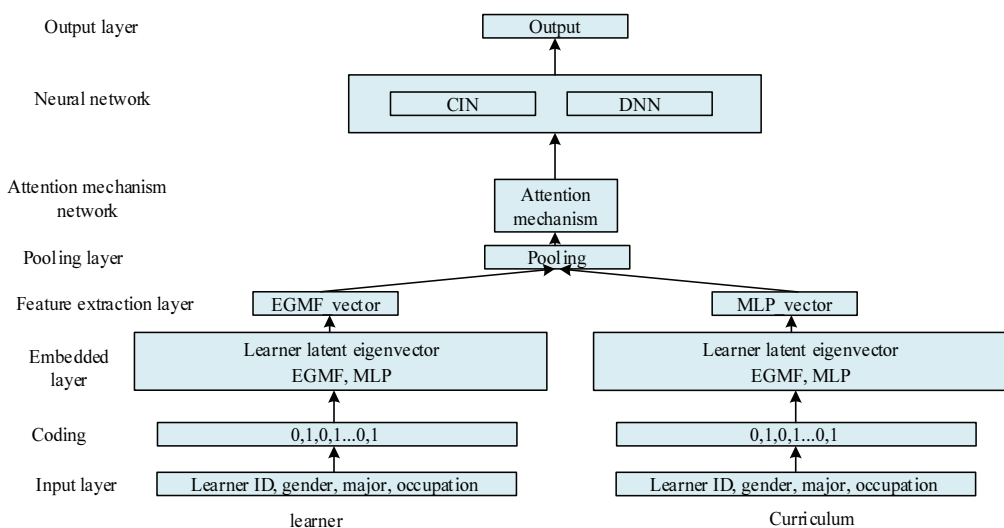 Output layer
Output
Neural network
CIN
DNN
Attention mechanism
network
Attention
mechanism
Pooling layer
Pooling
Feature extraction layer
EGMF_vector
MLP_vector
Embedded
layer
Learner latent eigenvector
EGMF, MLP
Learner latent eigenvector
EGMF, MLP
Coding
0,1,0,1...0,1
0,1,0,1...0,1
Input layer
Learner ID, gender, major, occupation
Learner ID, gender, major, occupation
learner
Curriculum